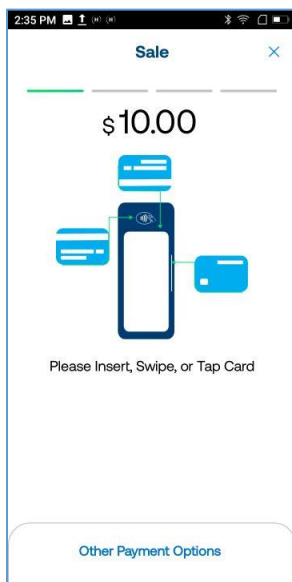 2:35 PM
Sale
$10.00
Please Insert, Swipe, or Tap Card
Other Payment Options